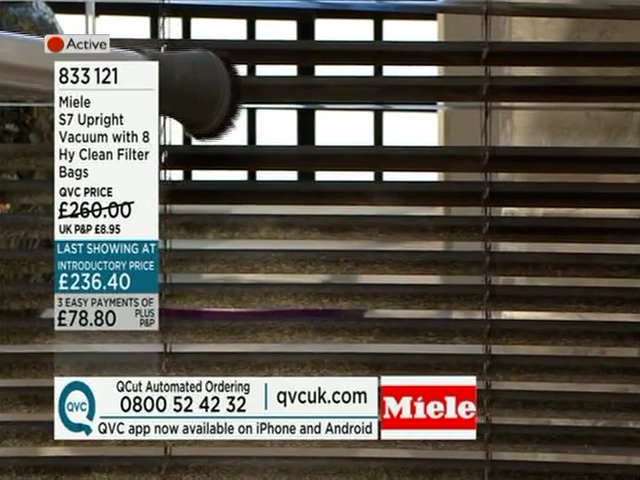 Active
833 121
Miele
S7 Upright
Vacuum with 8
Hy Clean Filter
Bags
QVC PRICE
£260.00
UK P&P £8.95
LAST SHOWING AT
INTRODUCTORY PRICE
£236.40
3 EASY PAYMENTS OF
£78.80 PLUS P&P
QVC
QCut Automated Ordering
0800 52 42 32
qvcuk.com
QVC app now available on iPhone and Android
Miele